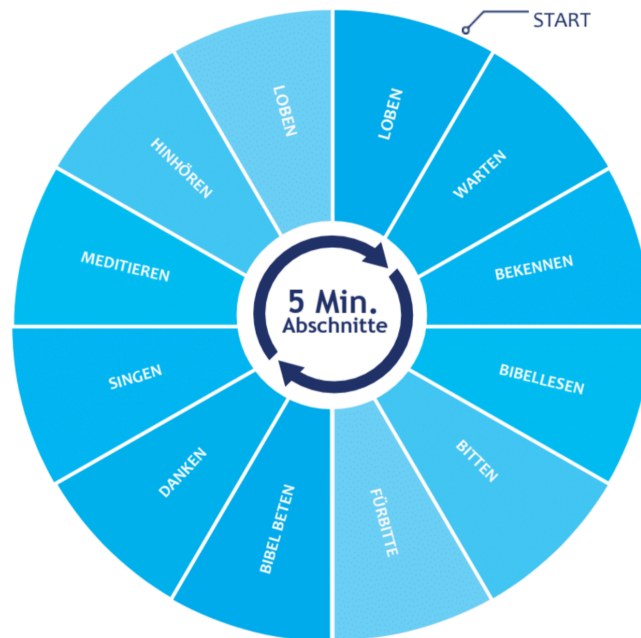 START
LOBEN
WARTEN
BEKENNEN
BIBELLESEN
BITTEN
FÜRBITTE
BIBEL BETEN
DANKEN
SINGEN
MEDITIEREN
HINHÖREN
LOBEN
5 Min.
Abschnitte